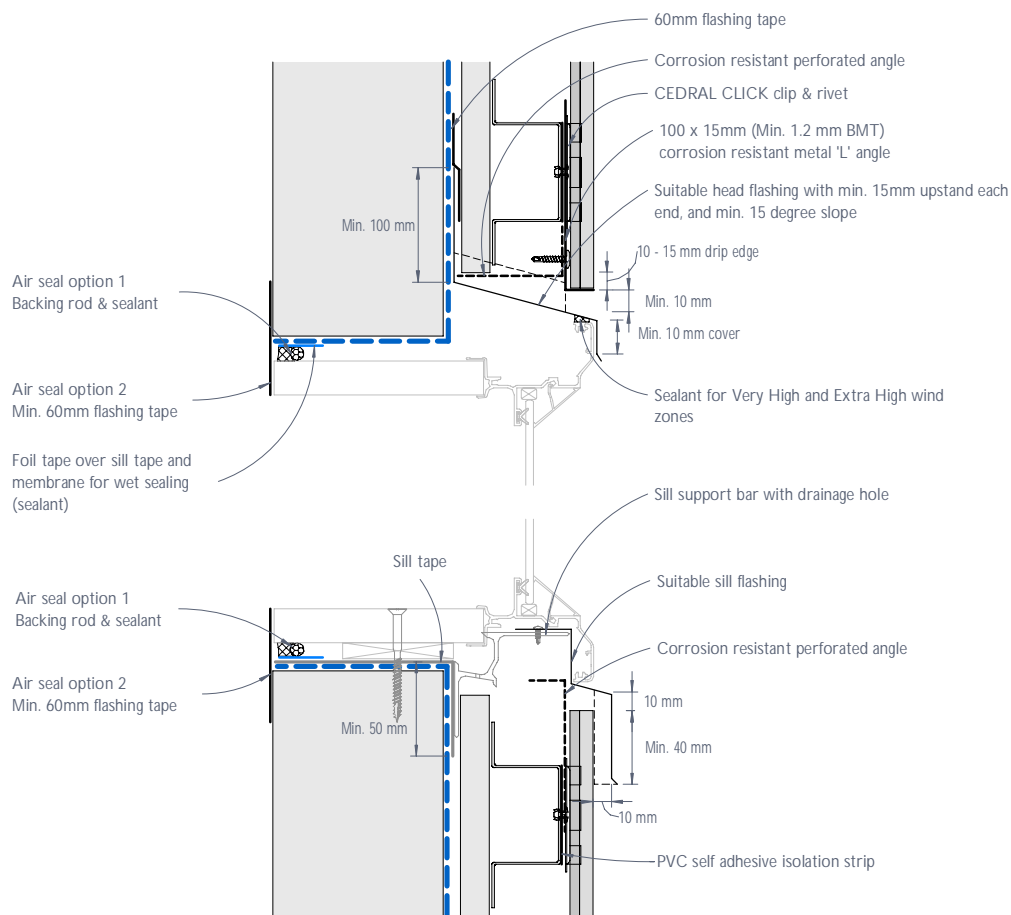 60mm flashing tape
Corrosion resistant perforated angle
CEDRAL CLICK clip & rivet
100 x 15mm (Min. 1.2 mm BMT)
corrosion resistant metal 'L' angle
Suitable head flashing with min. 15mm upstand each
end, and min. 15 degree slope
Min. 100 mm
10 - 15 mm drip edge
Air seal option 1
Backing rod & sealant
Min. 10 mm
Min. 10 mm cover
Air seal option 2
Min. 60mm flashing tape
Sealant for Very High and Extra High wind
zones
Foil tape over sill tape and
membrane for wet sealing
(sealant)
Sill support bar with drainage hole
Sill tape
Suitable sill flashing
Air seal option 1
Backing rod & sealant
Corrosion resistant perforated angle
Air seal option 2
Min. 60mm flashing tape
10 mm
Min. 50 mm
Min. 40 mm
10 mm
PVC self adhesive isolation strip